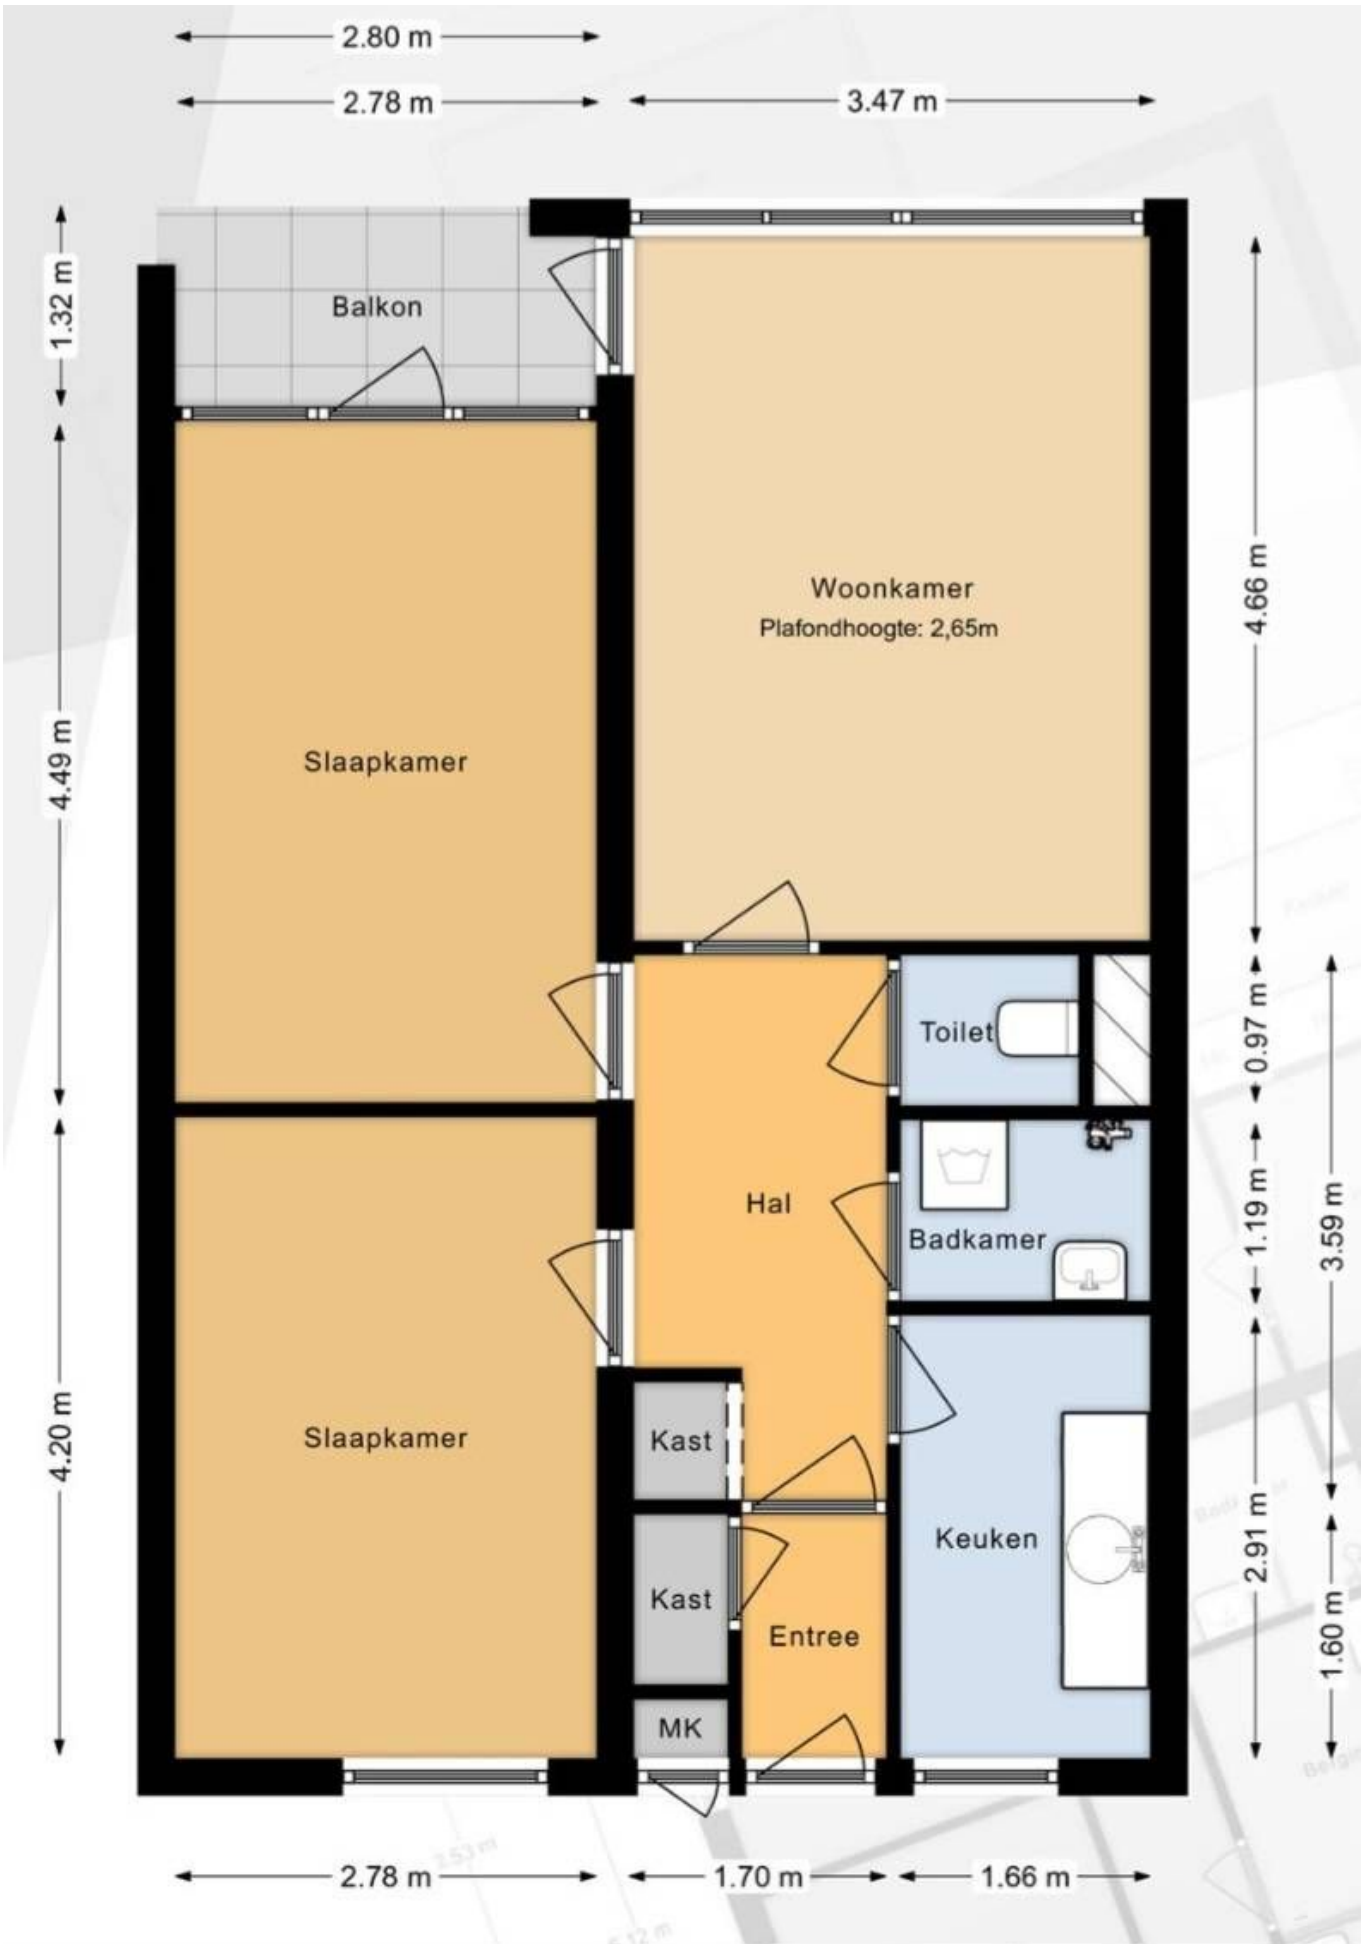 2.80 m
2.78 m
3.47 m
1.32 m
Balkon
4.66 m
Woonkamer
Plafondhoogte: 2,65m
4.49 m
Slaapkamer
Toilet
0.97 m
Hal
1.19 m
3.59 m
Badkamer
4.20 m
Slaapkamer
Kast
Keuken
2.91 m
Kast
Entree
1.60 m
MK
2.53 m
2.78 m
1.70 m
1.66 m